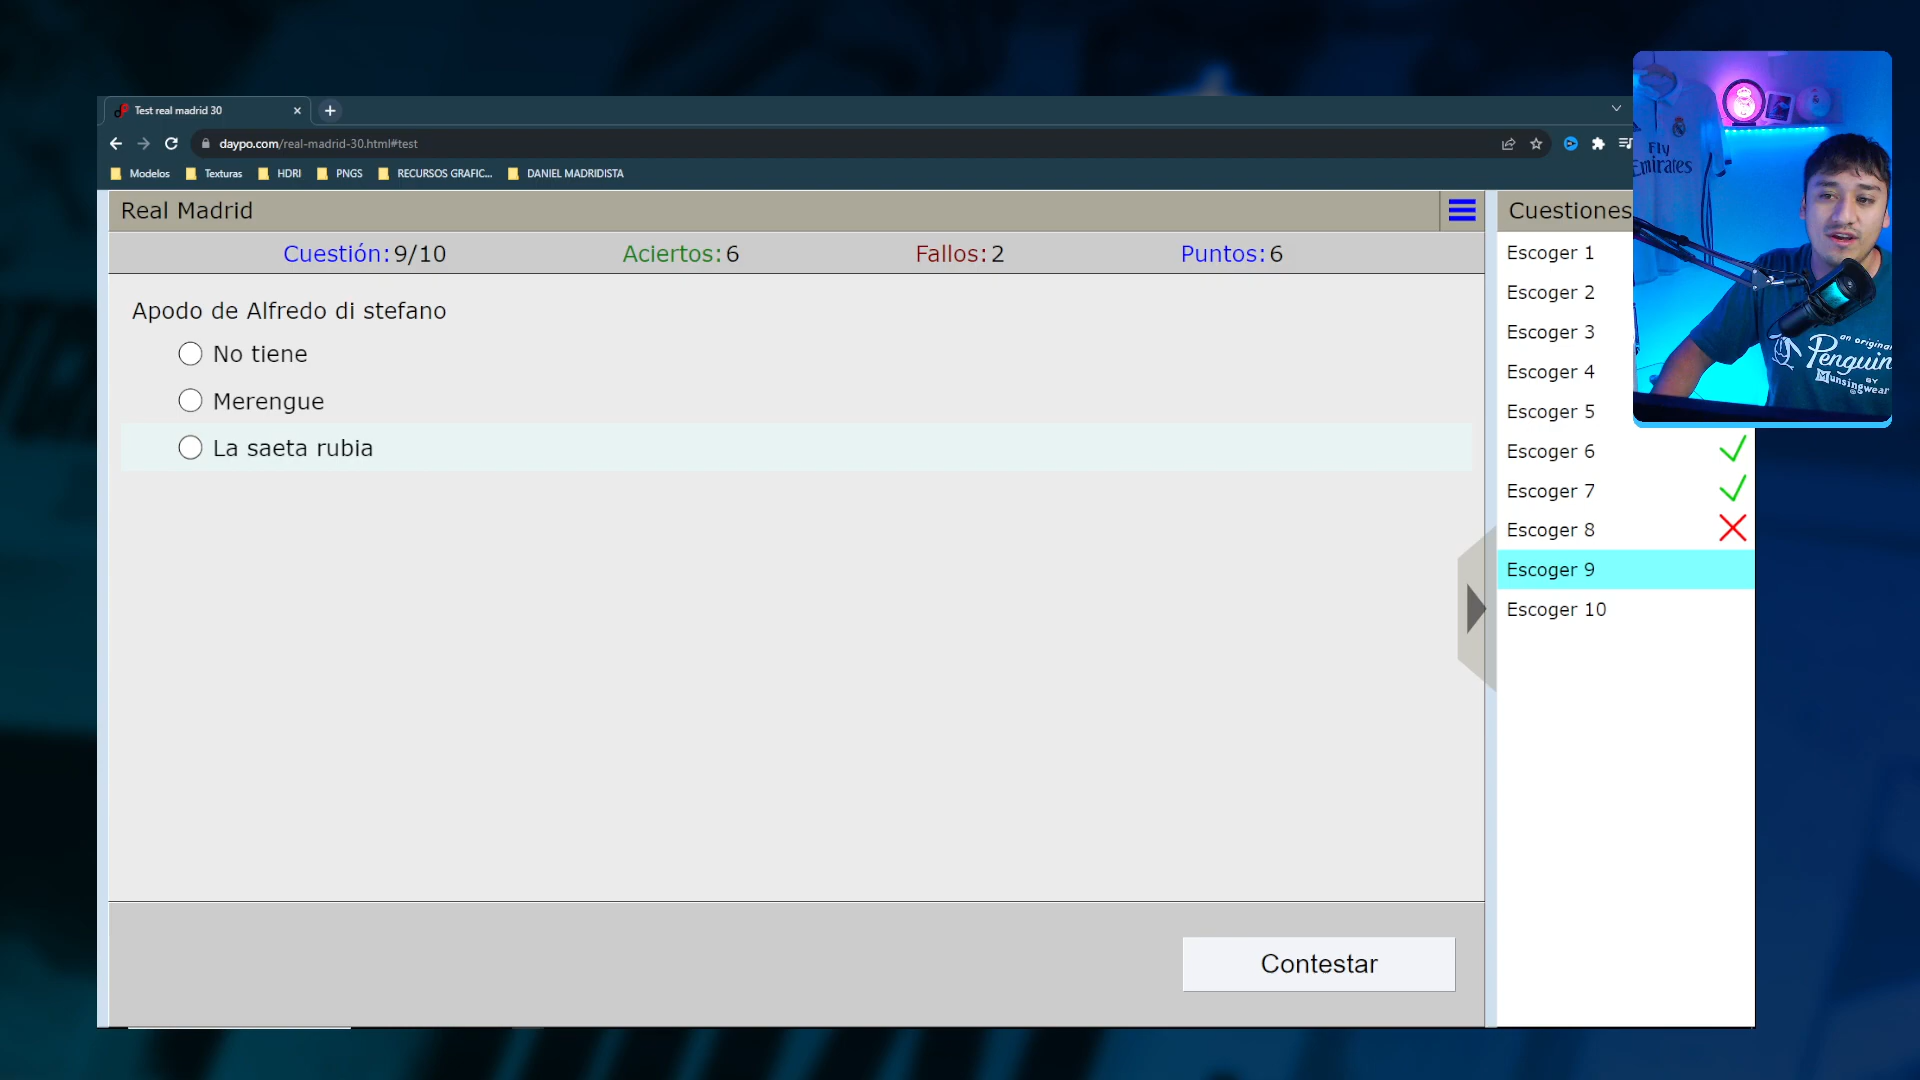 Test real madrid 30
daypo.com/real-madrid-30.html#test
Modelos
Texturas
HDRI
PNGS
RECURSOS GRAFIC...
DANIEL MADRIDISTA
Real Madrid
Cuestión: 9/10
Aciertos: 6
Fallos: 2
Puntos: 6
Apodo de Alfredo di stefano
No tiene
Merengue
La saeta rubia
Contestar
Cuestiones
Escoger 1
Escoger 2
Escoger 3
Escoger 4
Escoger 5
Escoger 6
Escoger 7
Escoger 8
Escoger 9
Escoger 10
Fly
Emirates
an original
Penguin
BY
Munsingwear